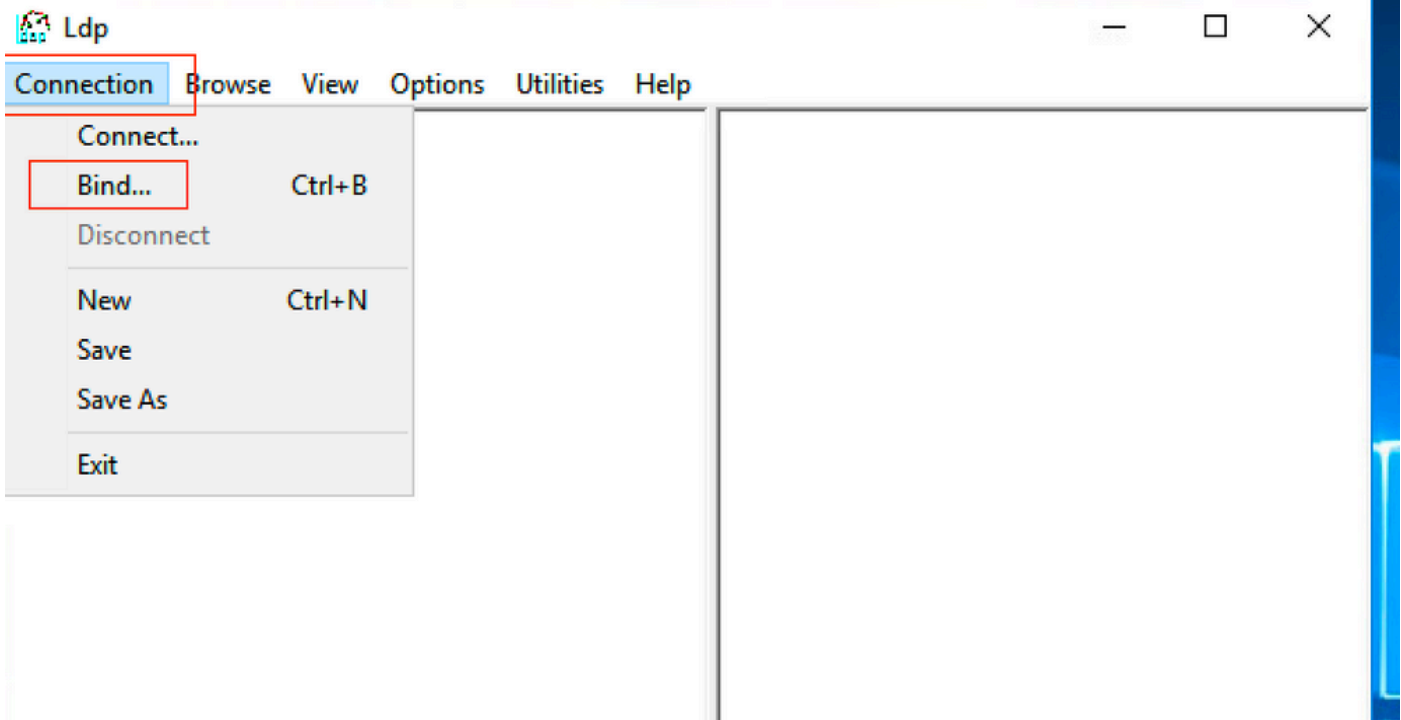 Ldp
Connection Browse View Options Utilities Help
Connect...
Bind... Ctrl+B
Disconnect
New Ctrl+N
Save
Save As
Exit